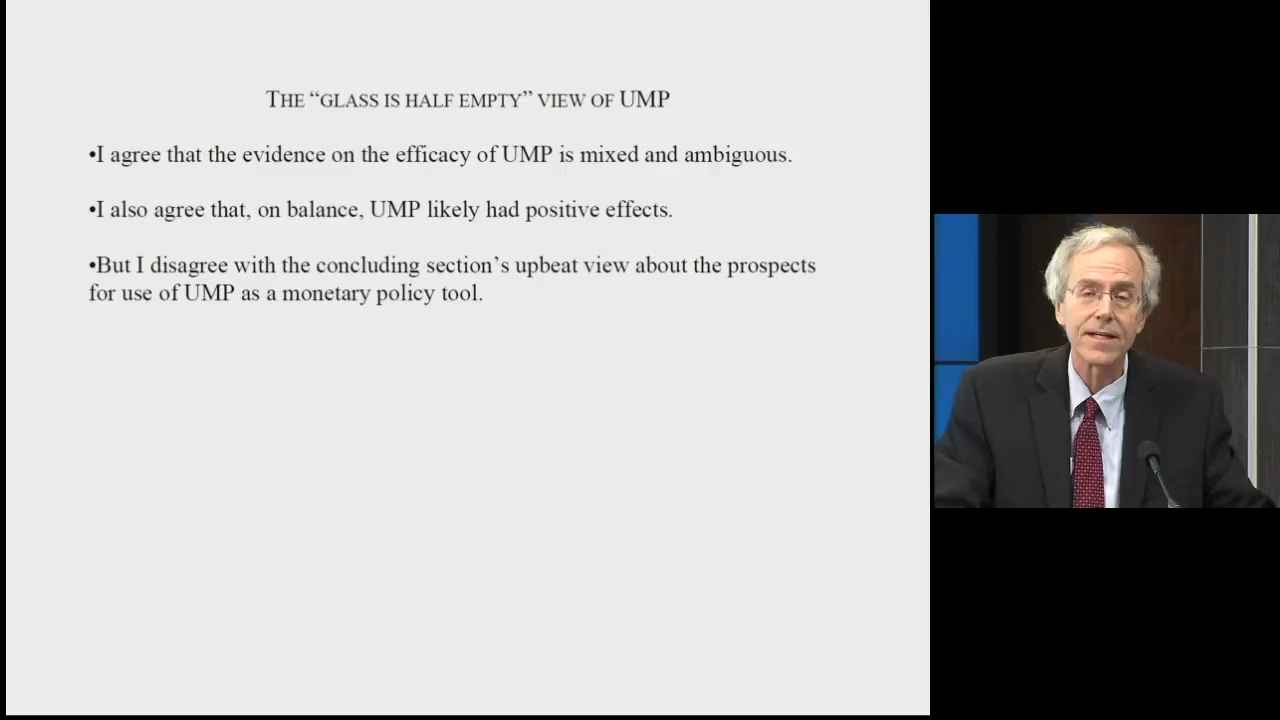 THE “GLASS IS HALF EMPTY” VIEW OF UMP
•I agree that the evidence on the efficacy of UMP is mixed and ambiguous.
•I also agree that, on balance, UMP likely had positive effects.
•But I disagree with the concluding section’s upbeat view about the prospects
for use of UMP as a monetary policy tool.